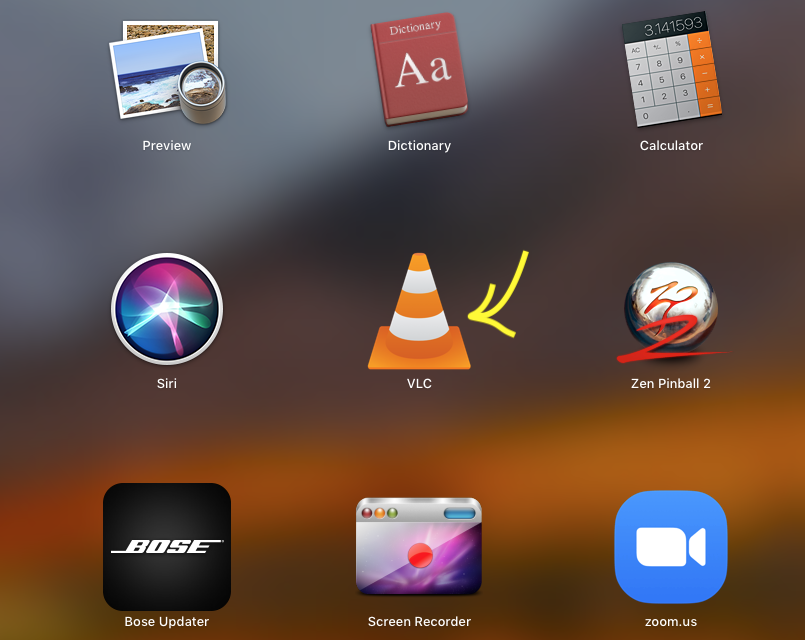 Dictionary
Aa
3.141593
AC +/- % ÷
7 8 9 ×
4 5 6 −
1 2 3 +
0 . =
Preview
Dictionary
Calculator
Siri
VLC
Zen Pinball 2
BOSE
Bose Updater
Screen Recorder
zoom.us